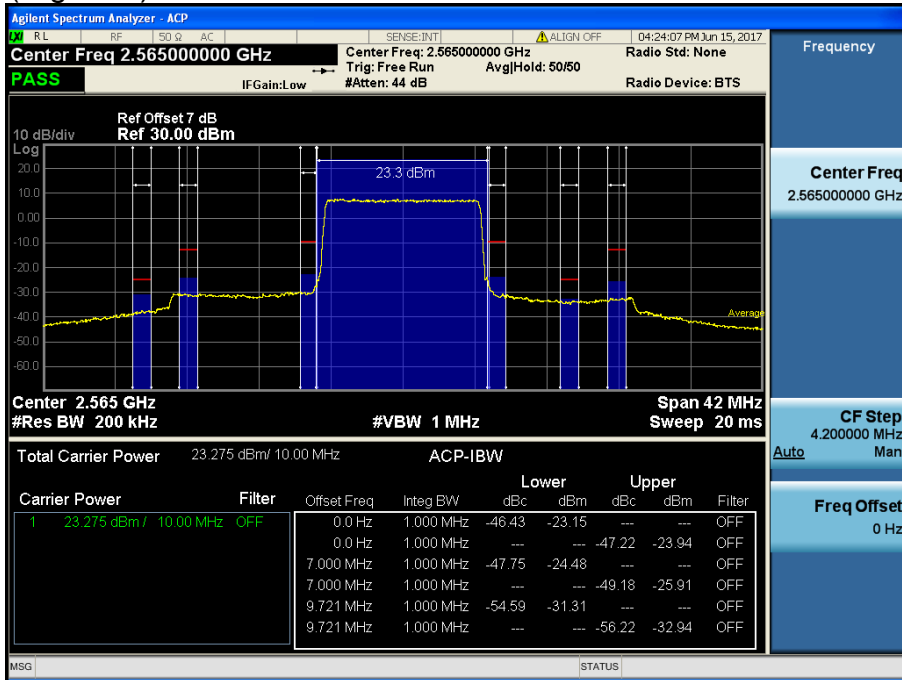 Agilent Spectrum Analyzer - ACP
LXI RL RF 50 Ω AC SENSE:INT ALIGN OFF 04:24:07 PM Jun 15, 2017
Center Freq 2.565000000 GHz
Center Freq: 2.565000000 GHz
Radio Std: None
Trig: Free Run Avg|Hold: 50/50
PASS
IFGain:Low
#Atten: 44 dB
Radio Device: BTS
Ref Offset 7 dB
10 dB/div Ref 30.00 dBm
Log
20.0
23.3 dBm
10.0
0.00
-10.0
-20.0
-30.0
-40.0
Average
-50.0
-60.0
Center 2.565 GHz Span 42 MHz
#Res BW 200 kHz #VBW 1 MHz Sweep 20 ms
Total Carrier Power 23.275 dBm/ 10.00 MHz ACP-IBW
Lower Upper
Carrier Power Filter
Offset Freq Integ BW dBc dBm dBc dBm Filter
1 23.275 dBm / 10.00 MHz OFF
0.0 Hz 1.000 MHz -46.43 -23.15 --- --- OFF
0.0 Hz 1.000 MHz --- --- -47.22 -23.94 OFF
7.000 MHz 1.000 MHz -47.75 -24.48 --- --- OFF
7.000 MHz 1.000 MHz --- --- -49.18 -25.91 OFF
9.721 MHz 1.000 MHz -54.59 -31.31 --- --- OFF
9.721 MHz 1.000 MHz --- --- -56.22 -32.94 OFF
MSG STATUS
Frequency
Center Freq
2.565000000 GHz
CF Step
4.200000 MHz
Auto Man
Freq Offset
0 Hz